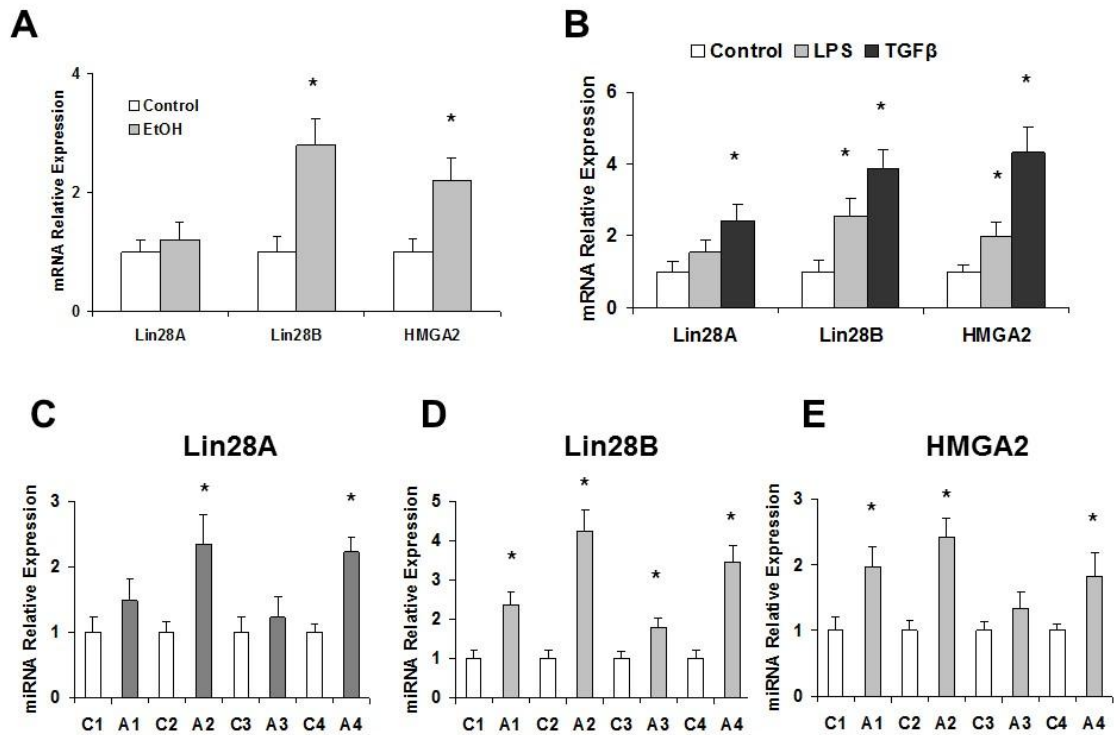 A
mRNA Relative Expression
4
2
0
Control
EtOH
*
*
Lin28A
Lin28B
HMGA2
B
Control LPS TGFβ
mRNA Relative Expression
6
4
2
0
*
*
*
*
*
Lin28A
Lin28B
HMGA2
C
Lin28A
miRNA Relative Expression
3
2
1
0
*
*
C1 A1 C2 A2 C3 A3 C4 A4
D
Lin28B
miRNA Relative Expression
5
4
3
2
1
0
*
*
*
*
C1 A1 C2 A2 C3 A3 C4 A4
E
HMGA2
miRNA Relative Expression
3
2
1
0
*
*
*
C1 A1 C2 A2 C3 A3 C4 A4